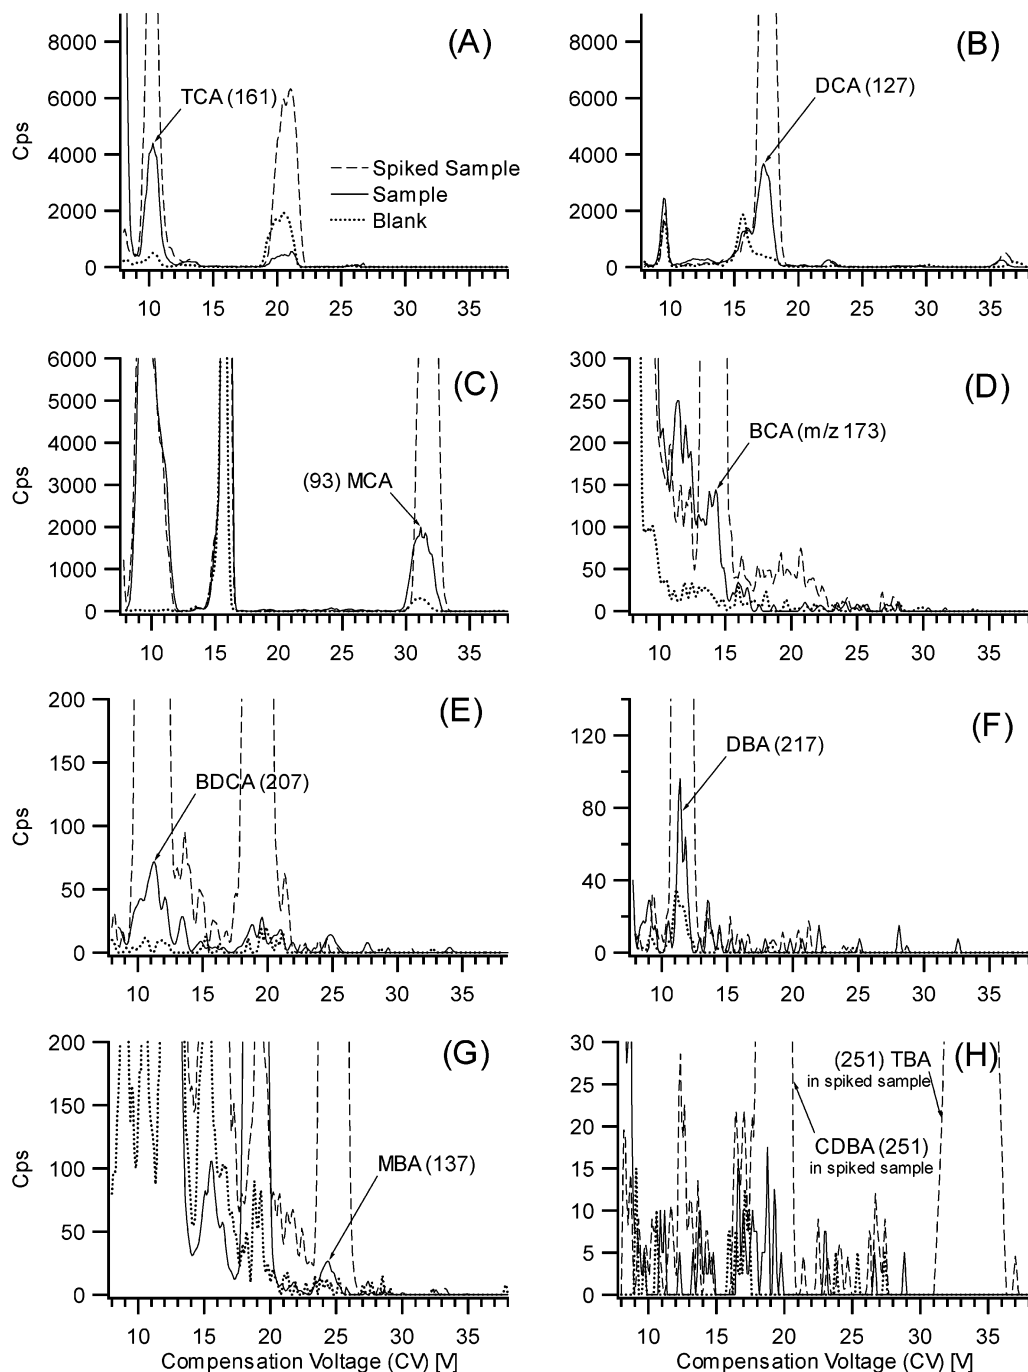 (A)
8000
6000
4000
2000
0
Cps
TCA (161)
Spiked Sample
Sample
Blank
10 15 20 25 30 35
(B)
8000
6000
4000
2000
0
DCA (127)
10 15 20 25 30 35
(C)
6000
5000
4000
3000
2000
1000
0
Cps
(93) MCA
10 15 20 25 30 35
(D)
300
250
200
150
100
50
0
BCA (m/z 173)
10 15 20 25 30 35
(E)
200
150
100
50
0
Cps
BDCA (207)
10 15 20 25 30 35
(F)
120
80
40
0
DBA (217)
10 15 20 25 30 35
(G)
200
150
100
50
0
Cps
MBA (137)
10 15 20 25 30 35
Compensation Voltage (CV) [V]
(H)
30
25
20
15
10
5
0
(251) TBA
in spiked sample
CDBA (251)
in spiked sample
10 15 20 25 30 35
Compensation Voltage (CV) [V]